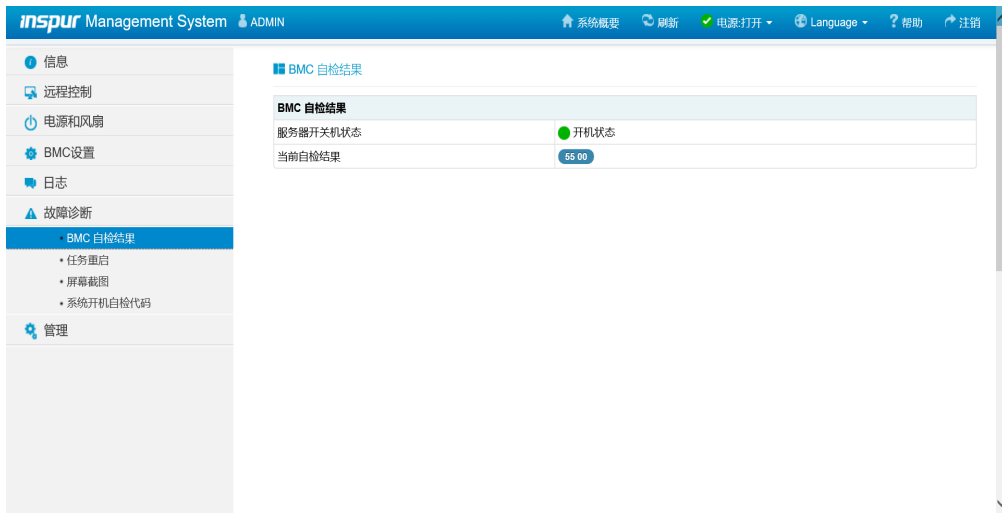 inspur Management System ADMIN 系统概要 刷新 电源:打开 Language ? 帮助 注销
信息
远程控制
电源和风扇
BMC设置
日志
故障诊断
• BMC 自检结果
• 任务重启
• 屏幕截图
• 系统开机自检代码
管理
BMC 自检结果
BMC 自检结果
服务器开关机状态 开机状态
当前自检结果 55 00